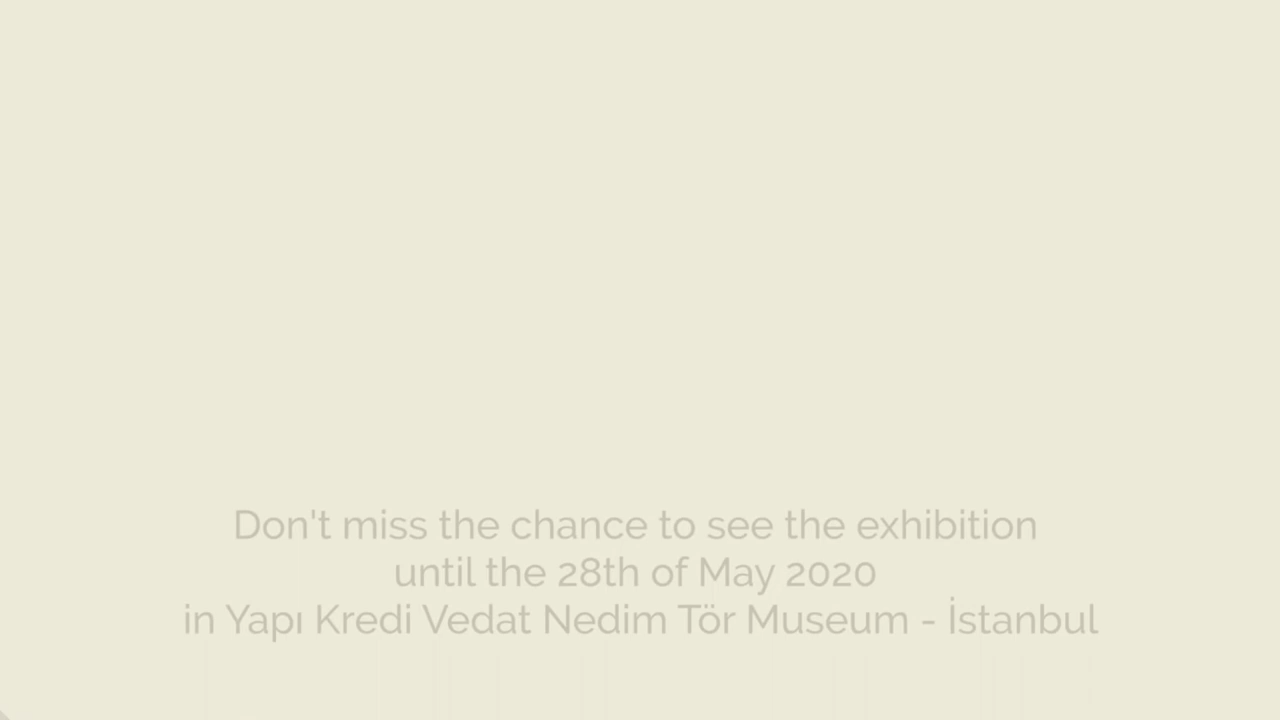 Don't miss the chance to see the exhibition
until the 28th of May 2020
in Yapı Kredi Vedat Nedim Tör Museum - İstanbul